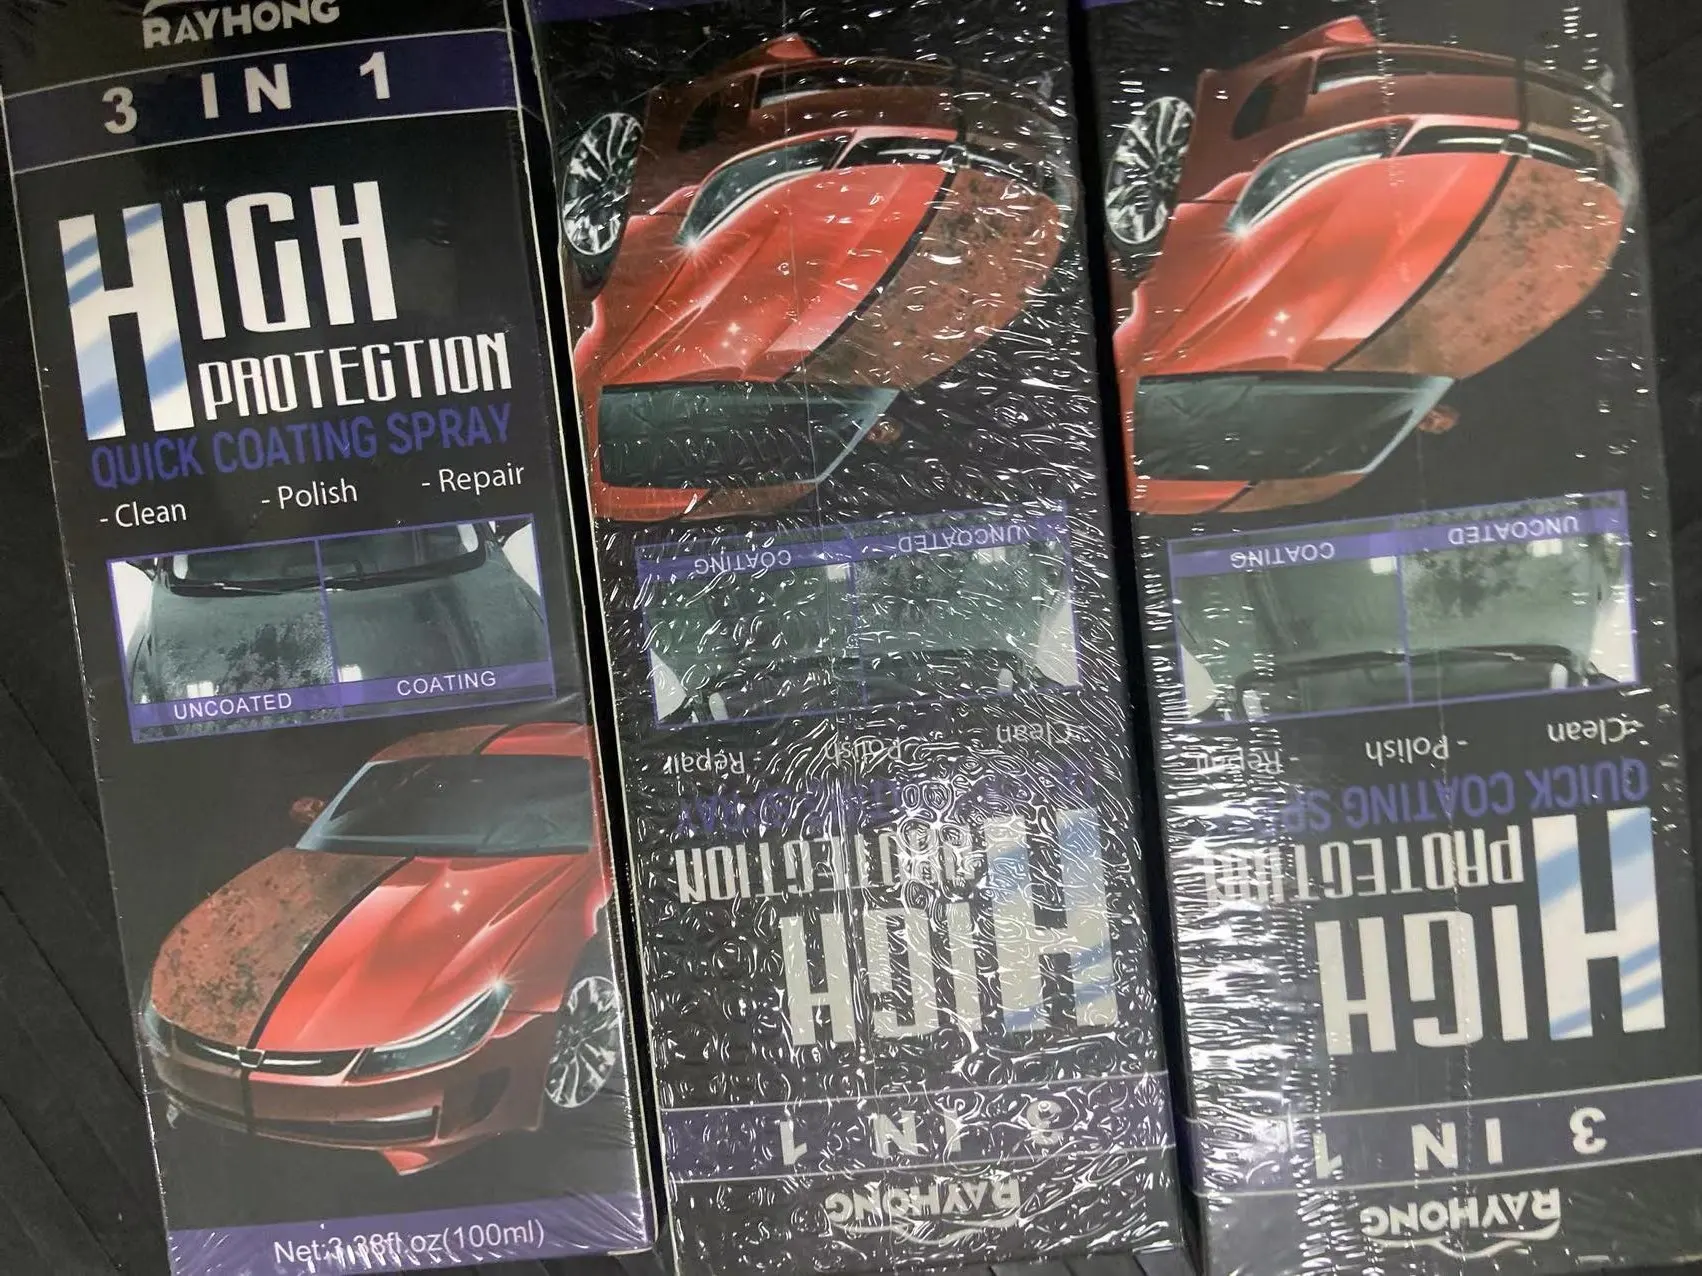 RAYHONG
3 IN 1
HIGH
PROTECTION
QUICK COATING SPRAY
- Clean - Polish - Repair
UNCOATED COATING
Net:3.38fl.oz(100ml)
UNCOATED COATING
- Clean - Polish - Repair
HIGH
PROTECTION
3 IN 1
RAYHONG
UNCOATED COATING
- Clean - Polish - Repair
QUICK COATING
HIGH
PROTECTION
3 IN 1
RAYHONG